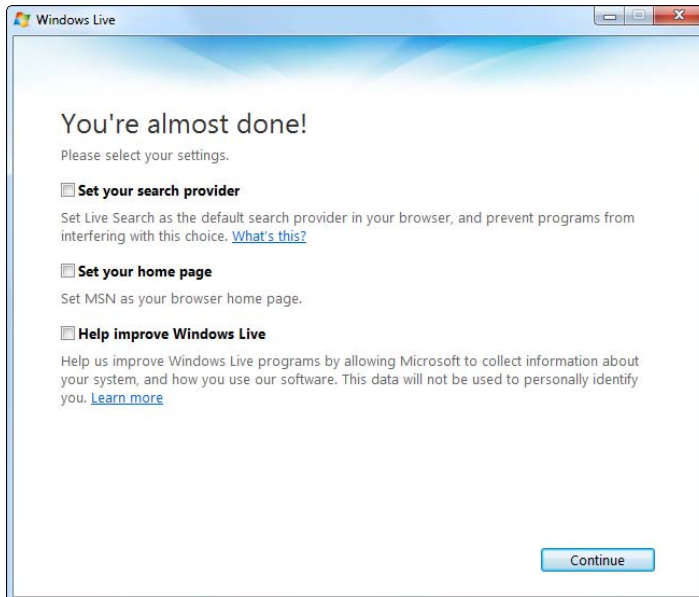 Windows Live
You're almost done!
Please select your settings.
Set your search provider
Set Live Search as the default search provider in your browser, and prevent programs from
interfering with this choice. What's this?
Set your home page
Set MSN as your browser home page.
Help improve Windows Live
Help us improve Windows Live programs by allowing Microsoft to collect information about
your system, and how you use our software. This data will not be used to personally identify
you. Learn more
Continue